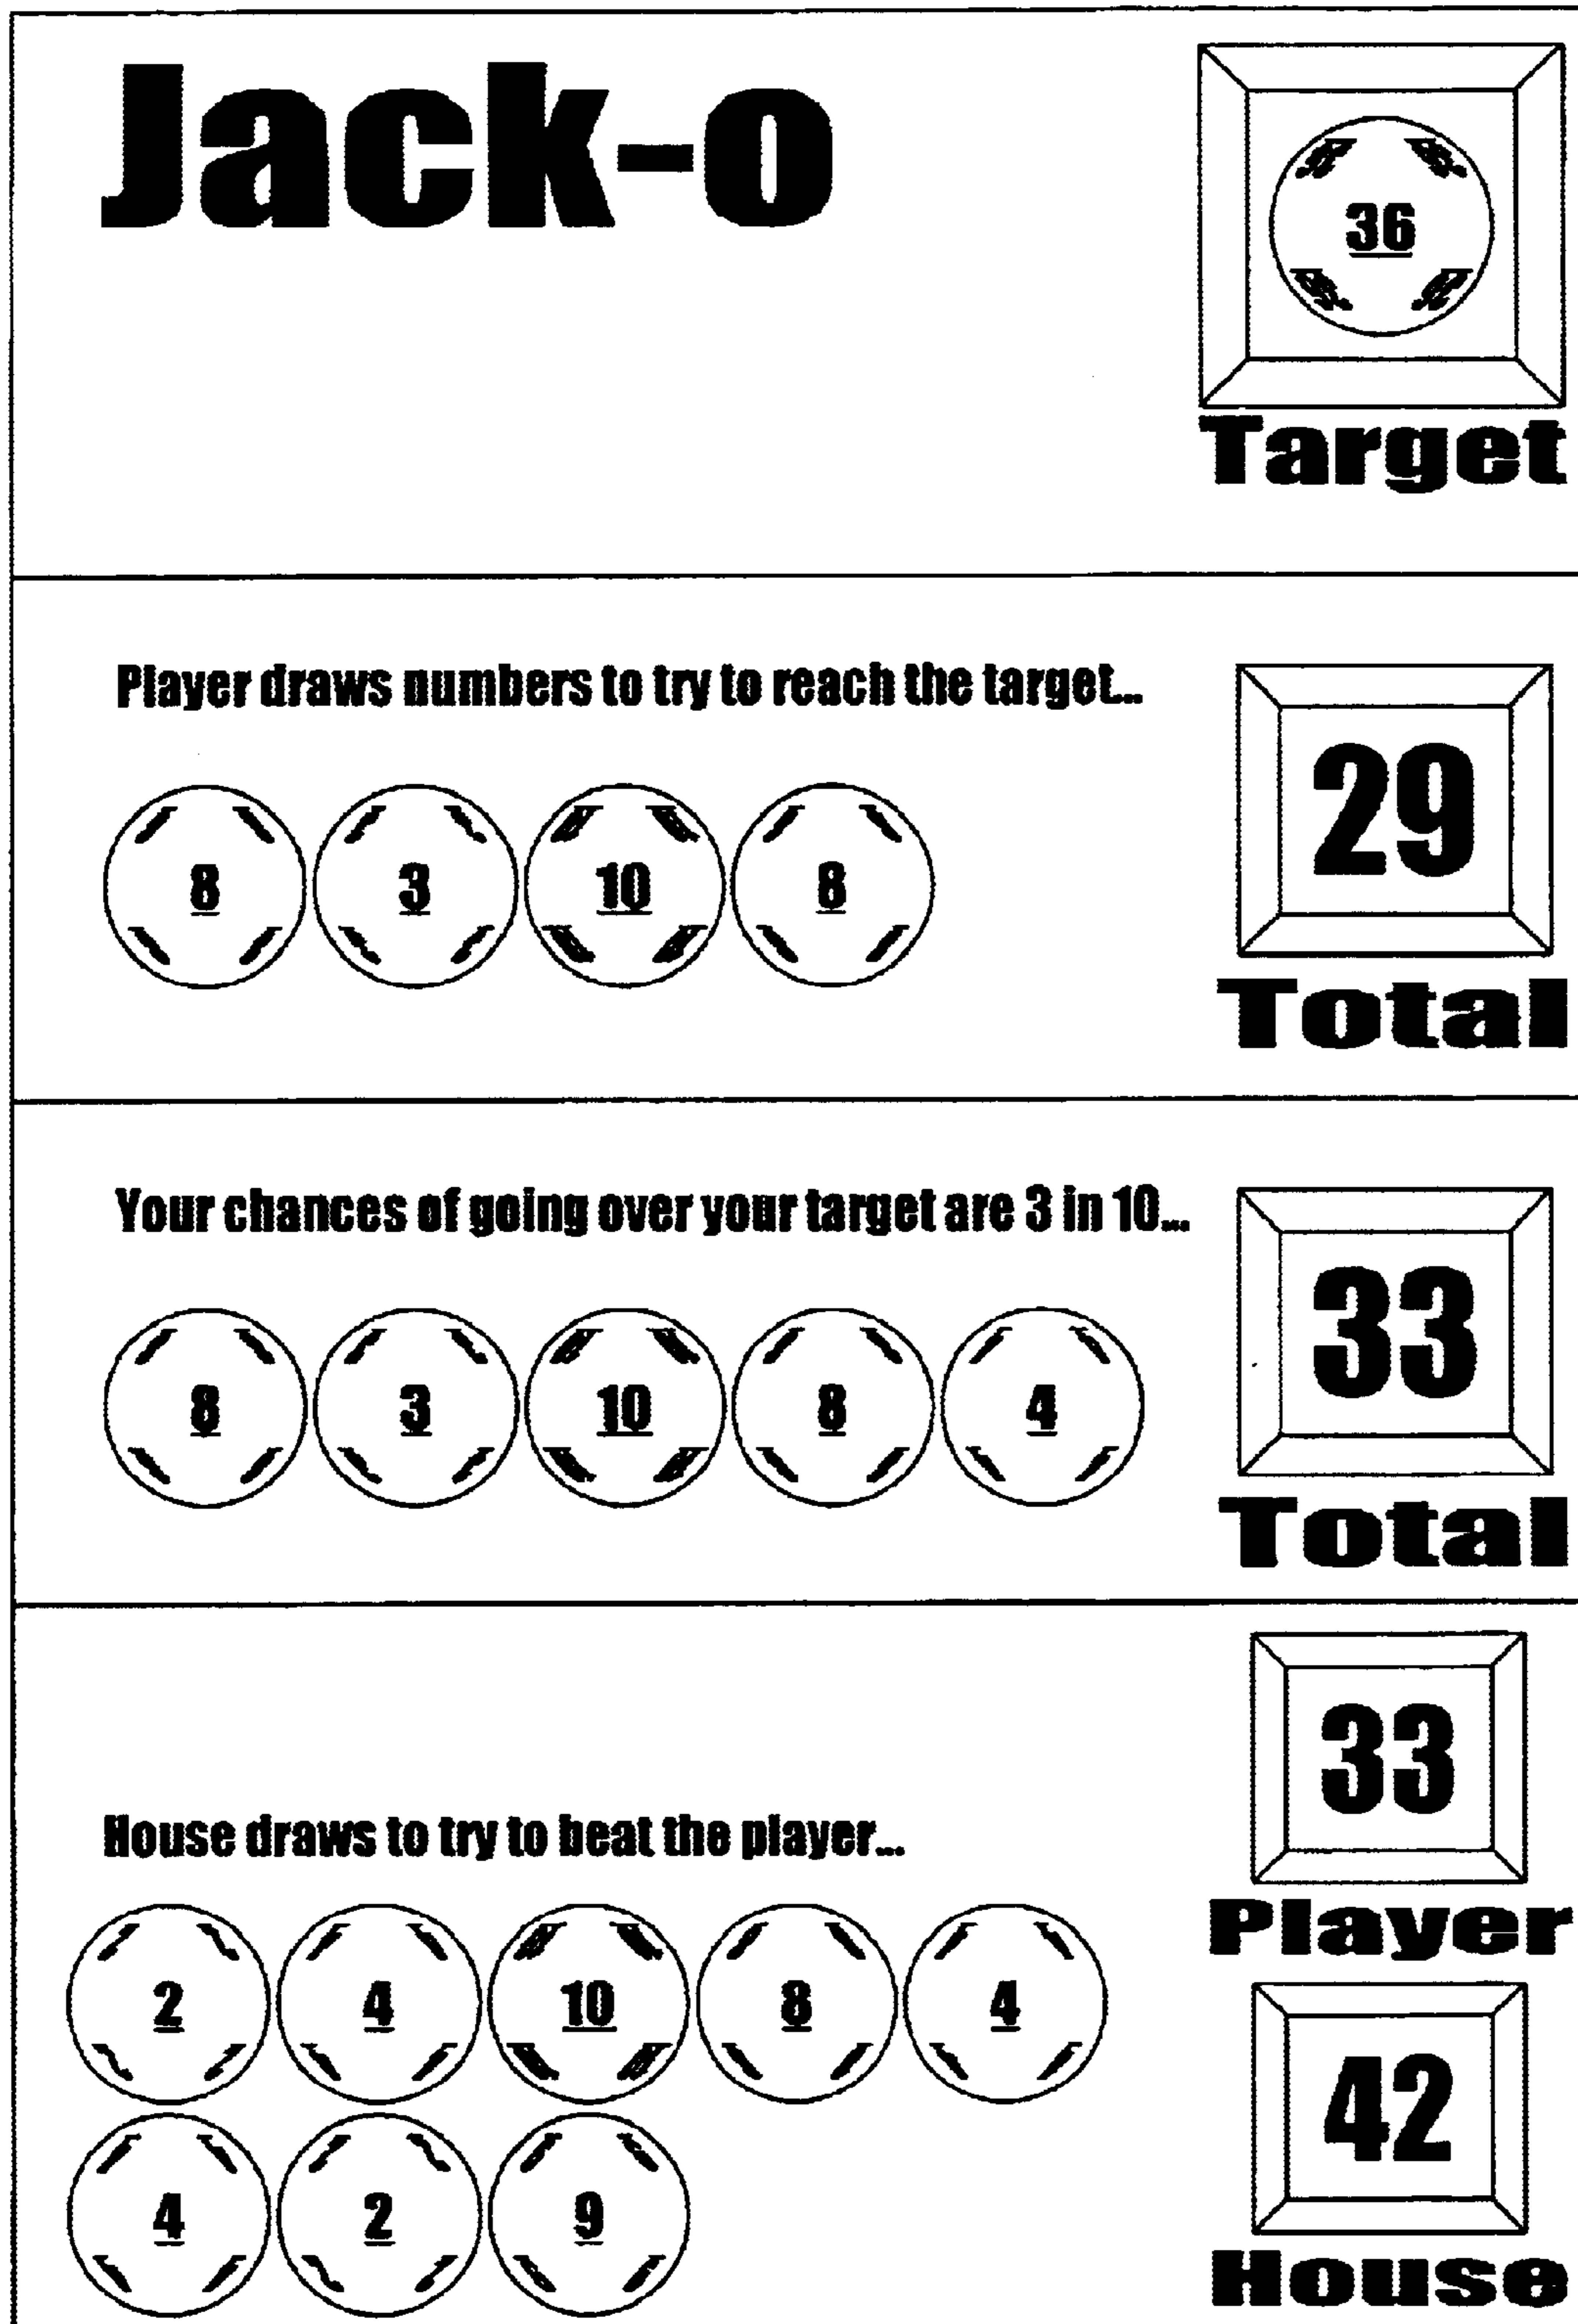 Jack-o
36
Target
Player draws numbers to try to reach the target...
8 3 10 8
29
Total
Your chances of going over your target are 3 in 10...
8 3 10 8 4
33
Total
33
Player
House draws to try to beat the player...
2 4 10 8 4
4 2 9
42
House